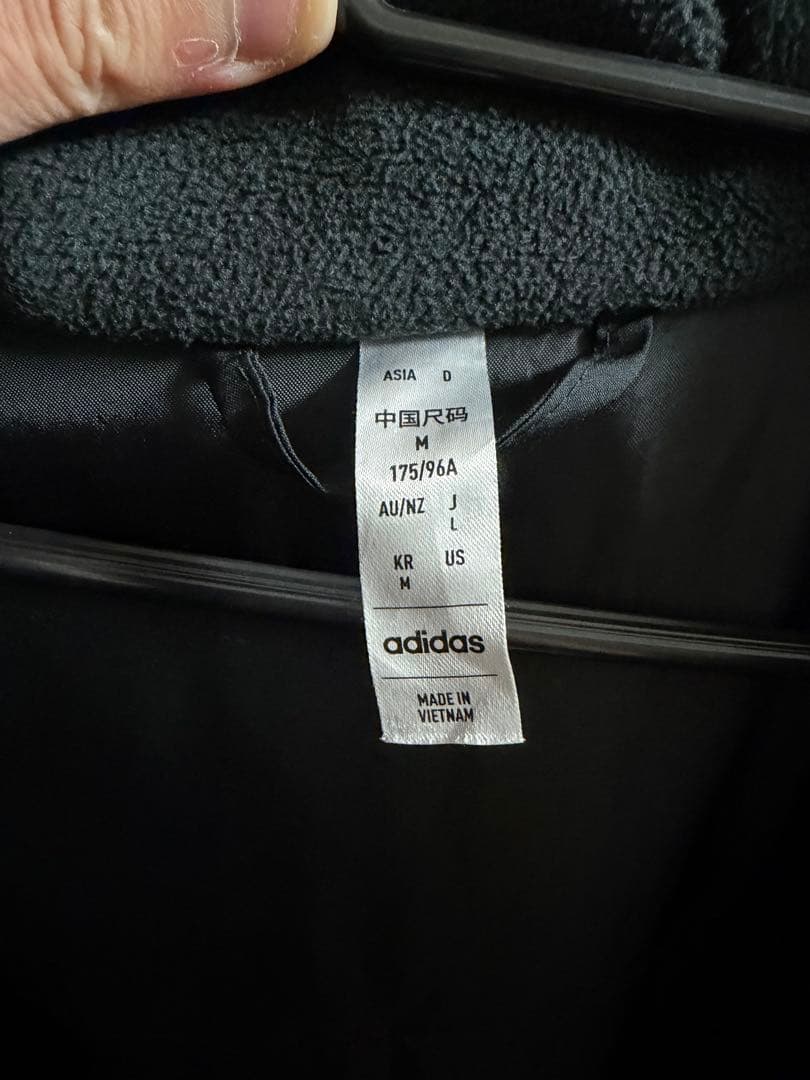 ASIA D
中国尺码
M
175/96A
AU/NZ J
L
KR US
M
adidas
MADE IN
VIETNAM